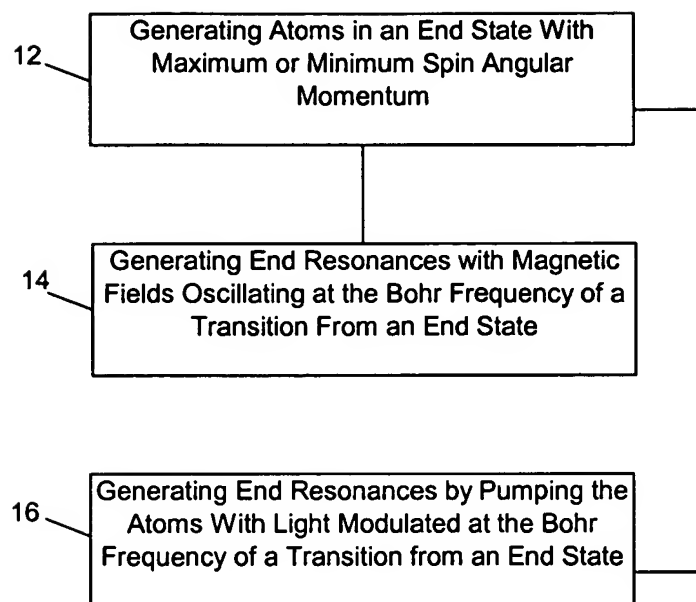 12
Generating Atoms in an End State With
Maximum or Minimum Spin Angular
Momentum
14
Generating End Resonances with Magnetic
Fields Oscillating at the Bohr Frequency of a
Transition From an End State
16
Generating End Resonances by Pumping the
Atoms With Light Modulated at the Bohr
Frequency of a Transition from an End State